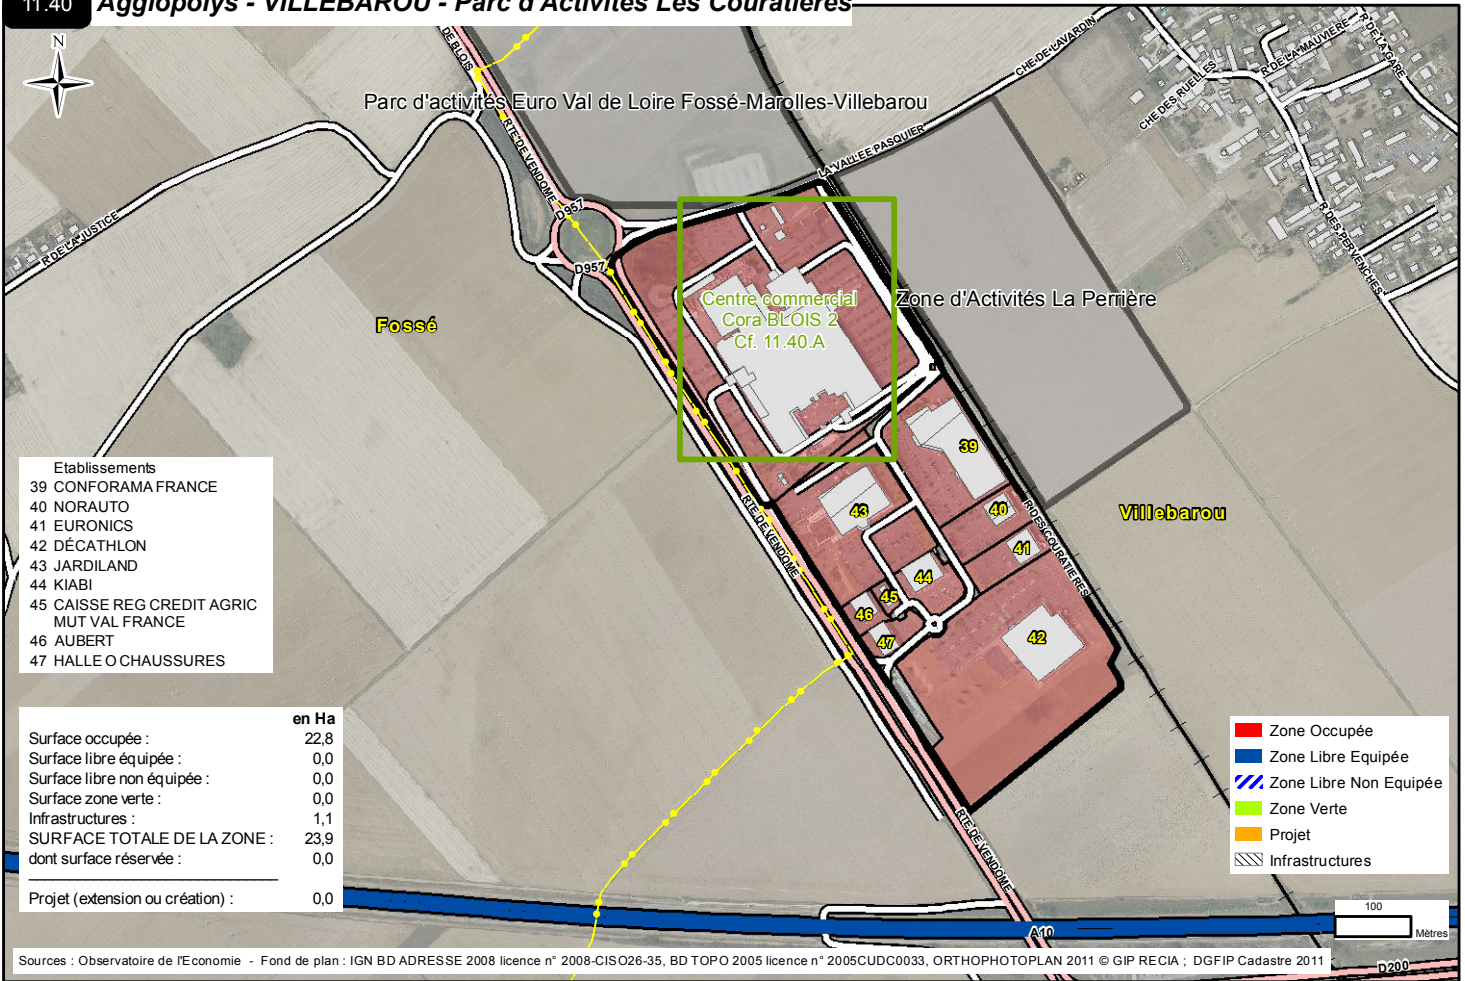 11.40 Agglopolys - VILLEBAROU - Parc d'Activités Les Couratières
N
DE BLOIS
CHE DE LAVARDIN
R DE LA MAUVIERE
R DE LA GARE
CHE DES RUELLES
Parc d'activités Euro Val de Loire Fossé-Marolles-Villebarou
RTE DE VENDOME
LA VALLEE PASQUIER
R DE LA JUSTICE
D957
D957
R DES PERVENCHES
Centre commercial
Cora BLOIS 2
Cf. 11.40.A
Zone d'Activités La Perrière
Fossé
Villebarou
39
40
41
43
44
45
46
47
42
RTE DE VENDOME
R DES COURATIERES
Etablissements
39 CONFORAMA FRANCE
40 NORAUTO
41 EURONICS
42 DÉCATHLON
43 JARDILAND
44 KIABI
45 CAISSE REG CREDIT AGRIC
MUT VAL FRANCE
46 AUBERT
47 HALLE O CHAUSSURES
en Ha
Surface occupée : 22,8
Surface libre équipée : 0,0
Surface libre non équipée : 0,0
Surface zone verte : 0,0
Infrastructures : 1,1
SURFACE TOTALE DE LA ZONE : 23,9
dont surface réservée : 0,0
Projet (extension ou création) : 0,0
Zone Occupée
Zone Libre Equipée
Zone Libre Non Equipée
Zone Verte
Projet
Infrastructures
RTE DE VENDOME
A10
100
Mètres
D200
Sources : Observatoire de l'Economie - Fond de plan : IGN BD ADRESSE 2008 licence n° 2008-CISO26-35, BD TOPO 2005 licence n° 2005CUDC0033, ORTHOPHOTOPLAN 2011 © GIP RECIA ; DGFIP Cadastre 2011